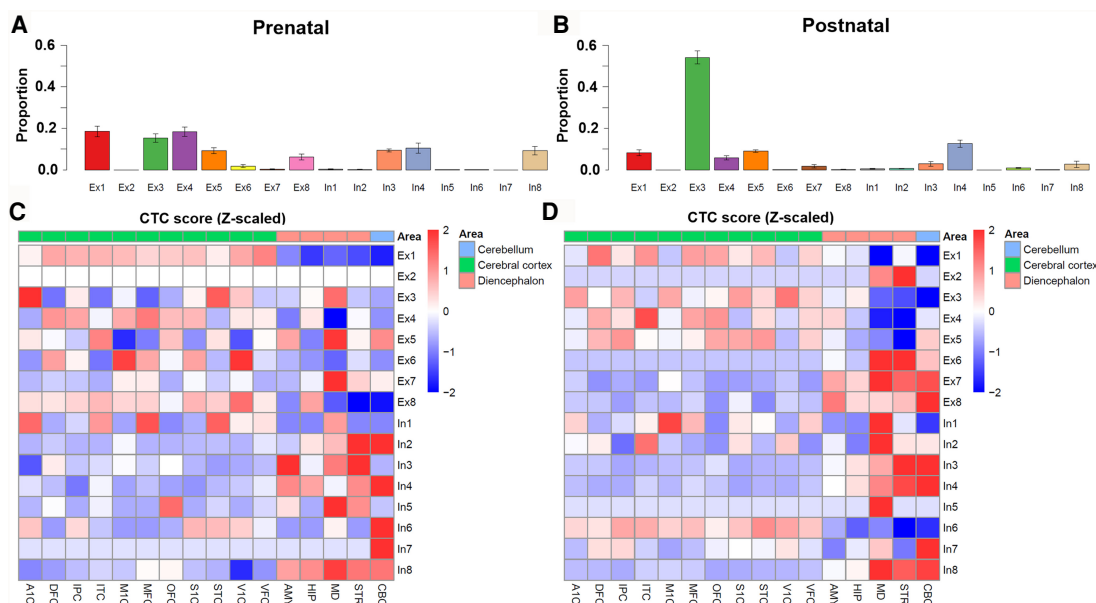 A
Prenatal
Proportion
0.6
0.4
0.2
0.0
Ex1 Ex2 Ex3 Ex4 Ex5 Ex6 Ex7 Ex8 In1 In2 In3 In4 In5 In6 In7 In8
B
Postnatal
Proportion
0.6
0.4
0.2
0.0
Ex1 Ex2 Ex3 Ex4 Ex5 Ex6 Ex7 Ex8 In1 In2 In3 In4 In5 In6 In7 In8
C
CTC score (Z-scaled)
Area
Ex1
Ex2
Ex3
Ex4
Ex5
Ex6
Ex7
Ex8
In1
In2
In3
In4
In5
In6
In7
In8
A1C DFC IPC ITC M1C MFC OFC S1C STC V1C VFC AMY HIP MD STR CBC
2
1
0
−1
−2
Area
Cerebellum
Cerebral cortex
Diencephalon
D
CTC score (Z-scaled)
Area
Ex1
Ex2
Ex3
Ex4
Ex5
Ex6
Ex7
Ex8
In1
In2
In3
In4
In5
In6
In7
In8
A1C DFC IPC ITC M1C MFC OFC S1C STC V1C VFC AMY HIP MD STR CBC
2
1
0
−1
−2
Area
Cerebellum
Cerebral cortex
Diencephalon